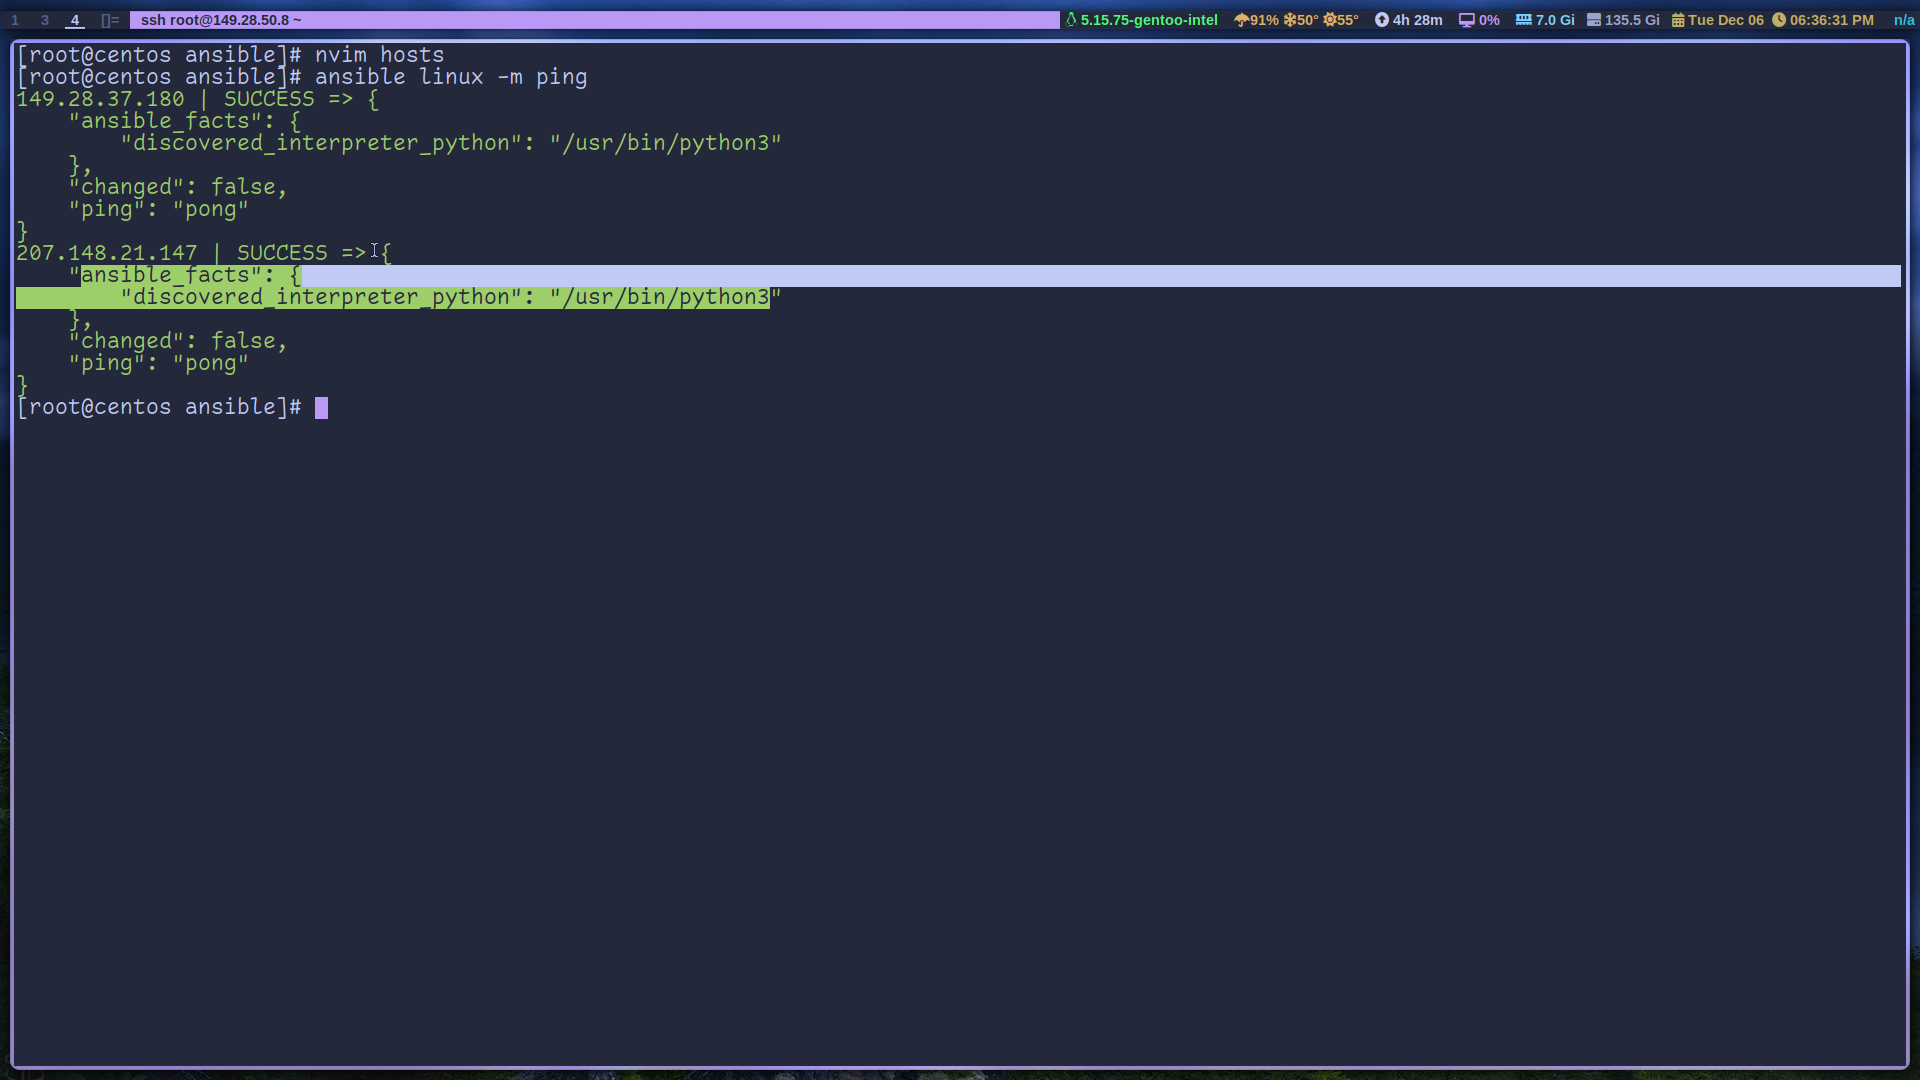 1 3 4 []= ssh root@149.28.50.8 ~ 5.15.75-gentoo-intel 91% 50° 55° 4h 28m 0% 7.0 Gi 135.5 Gi Tue Dec 06 06:36:31 PM n/a
[root@centos ansible]# nvim hosts
[root@centos ansible]# ansible linux -m ping
149.28.37.180 | SUCCESS => {
    "ansible_facts": {
        "discovered_interpreter_python": "/usr/bin/python3"
    },
    "changed": false,
    "ping": "pong"
}
207.148.21.147 | SUCCESS => {
    "ansible_facts": {
        "discovered_interpreter_python": "/usr/bin/python3"
    },
    "changed": false,
    "ping": "pong"
}
[root@centos ansible]#